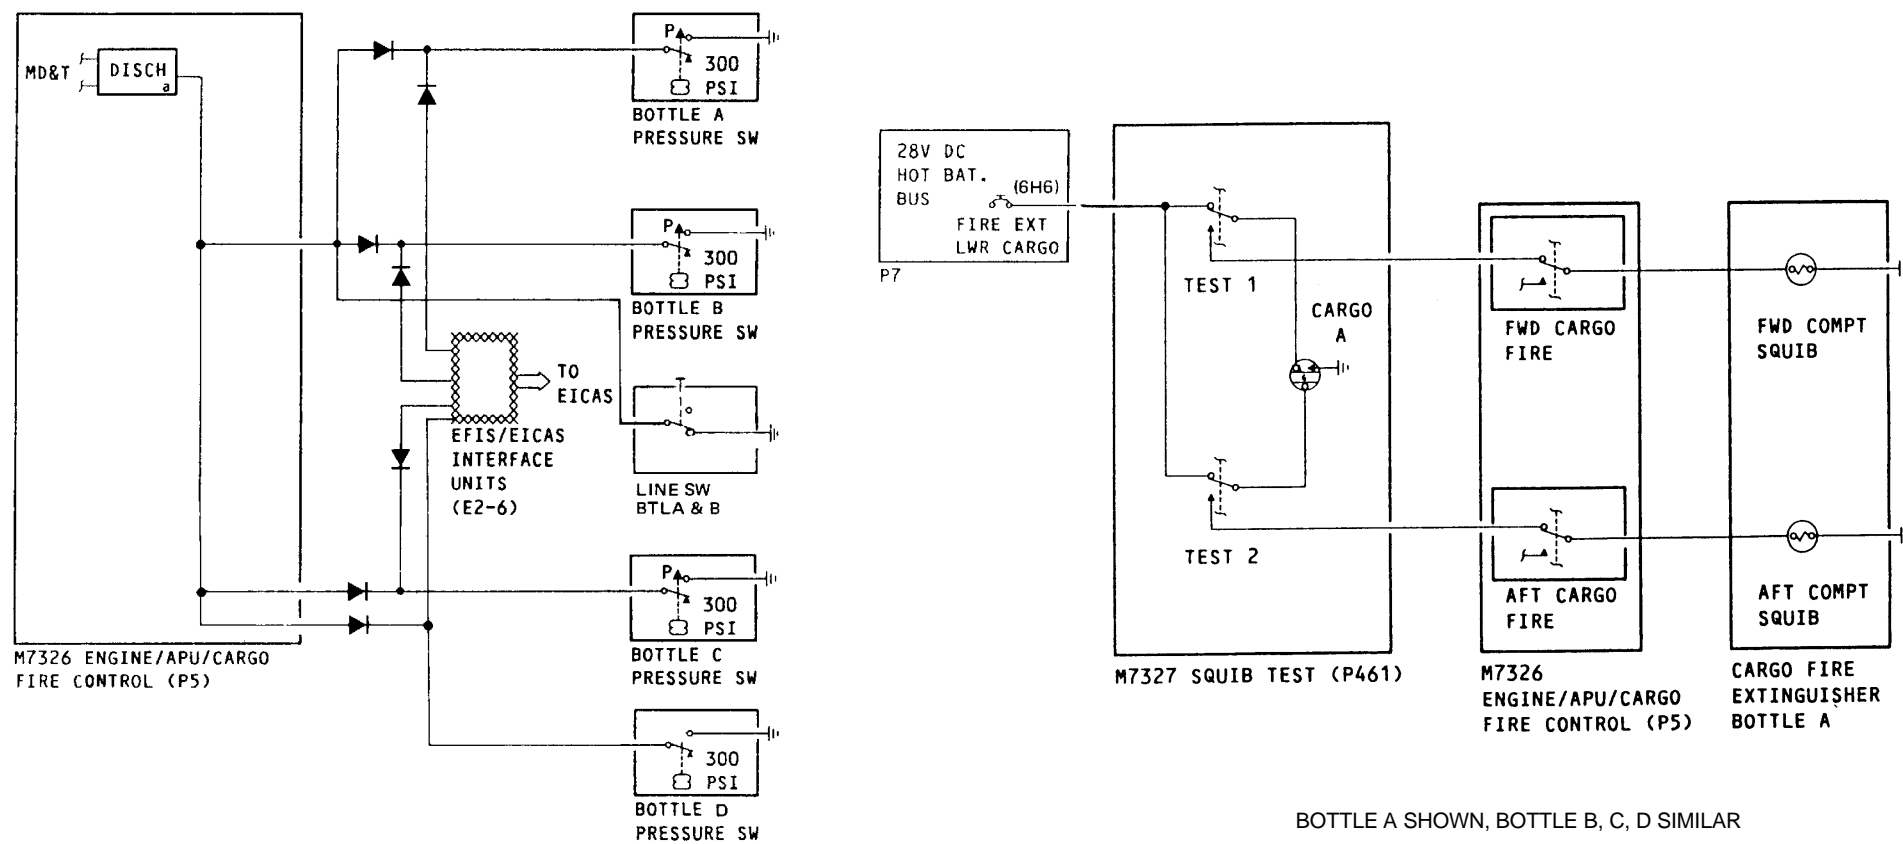 MD&T
DISCH
a
P
300
PSI
BOTTLE A
PRESSURE SW
P
300
PSI
BOTTLE B
PRESSURE SW
TO
EICAS
EFIS/EICAS
INTERFACE
UNITS
(E2-6)
LINE SW
BTLA & B
P
300
PSI
BOTTLE C
PRESSURE SW
M7326 ENGINE/APU/CARGO
FIRE CONTROL (P5)
300
PSI
BOTTLE D
PRESSURE SW
28V DC
HOT BAT.
BUS
(6H6)
FIRE EXT
LWR CARGO
P7
TEST 1
CARGO
A
TEST 2
M7327 SQUIB TEST (P461)
FWD CARGO
FIRE
AFT CARGO
FIRE
M7326
ENGINE/APU/CARGO
FIRE CONTROL (P5)
FWD COMPT
SQUIB
AFT COMPT
SQUIB
CARGO FIRE
EXTINGUISHER
BOTTLE A
BOTTLE A SHOWN, BOTTLE B, C, D SIMILAR